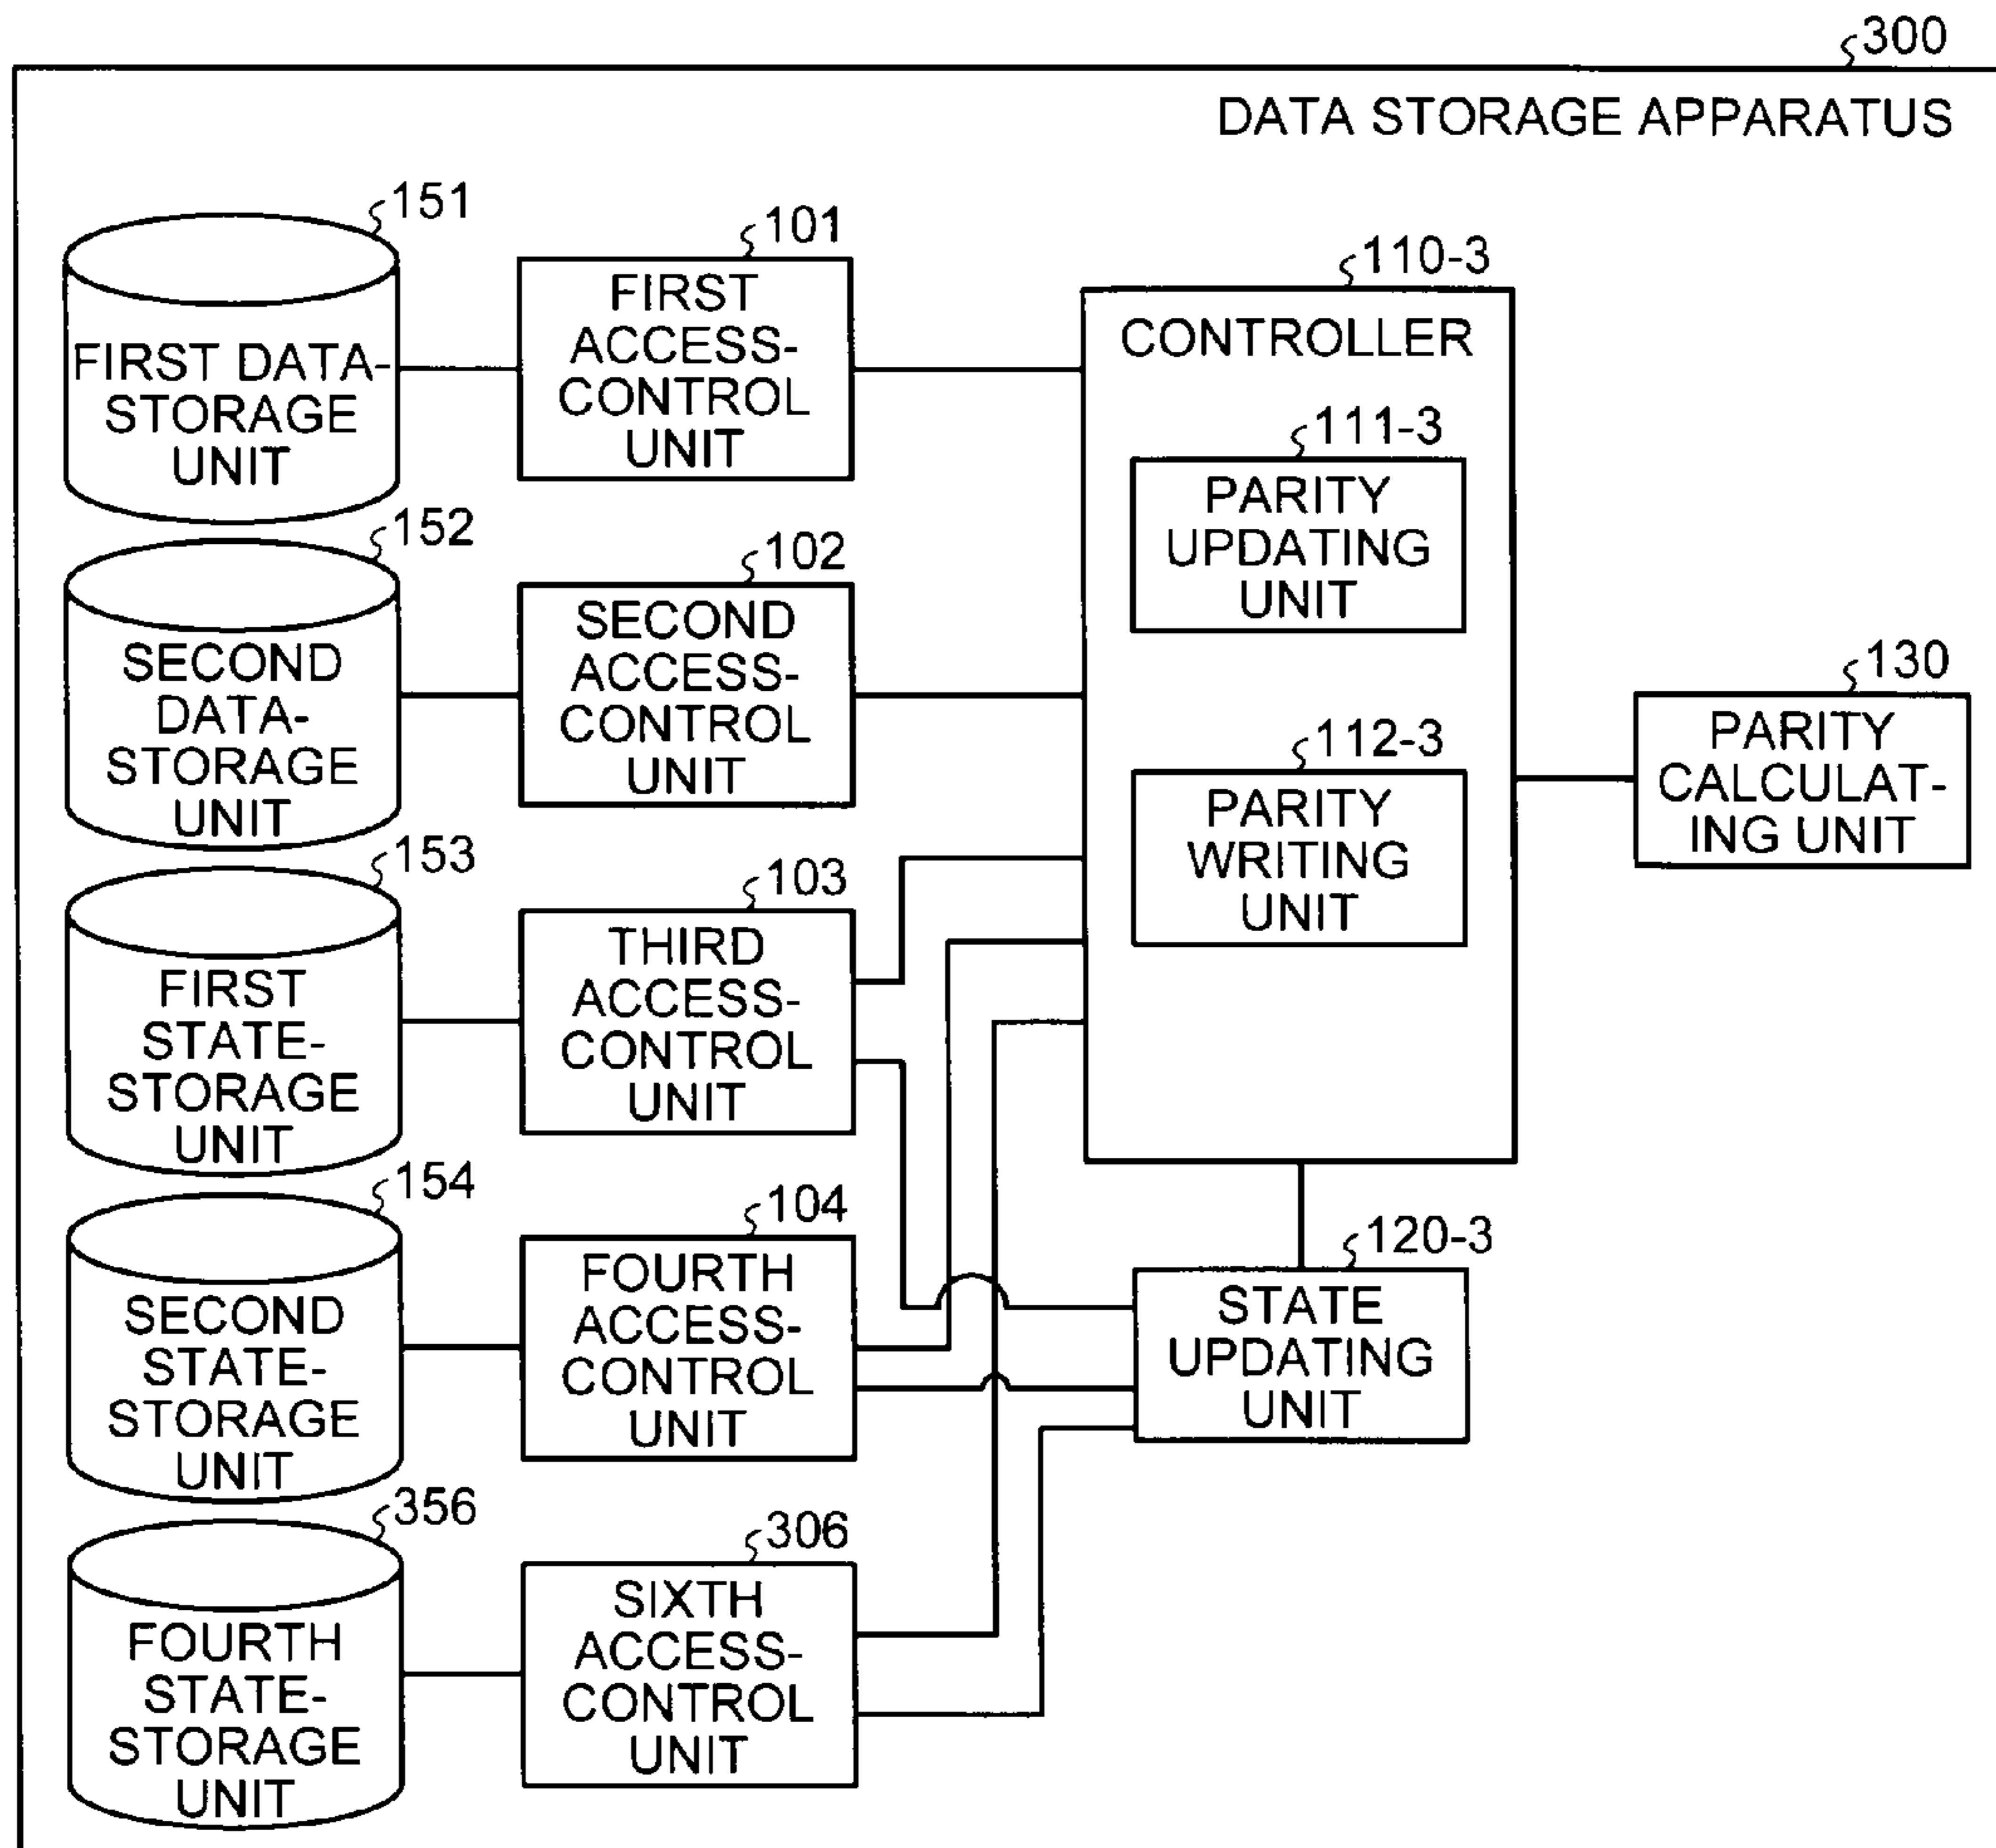 300
DATA STORAGE APPARATUS
151
FIRST DATA-
STORAGE
UNIT
101
FIRST
ACCESS-
CONTROL
UNIT
110-3
CONTROLLER
111-3
PARITY
UPDATING
UNIT
152
SECOND
DATA-
STORAGE
UNIT
102
SECOND
ACCESS-
CONTROL
UNIT
112-3
PARITY
WRITING
UNIT
130
PARITY
CALCULAT-
ING UNIT
153
FIRST
STATE-
STORAGE
UNIT
103
THIRD
ACCESS-
CONTROL
UNIT
154
SECOND
STATE-
STORAGE
UNIT
104
FOURTH
ACCESS-
CONTROL
UNIT
120-3
STATE
UPDATING
UNIT
356
FOURTH
STATE-
STORAGE
UNIT
306
SIXTH
ACCESS-
CONTROL
UNIT